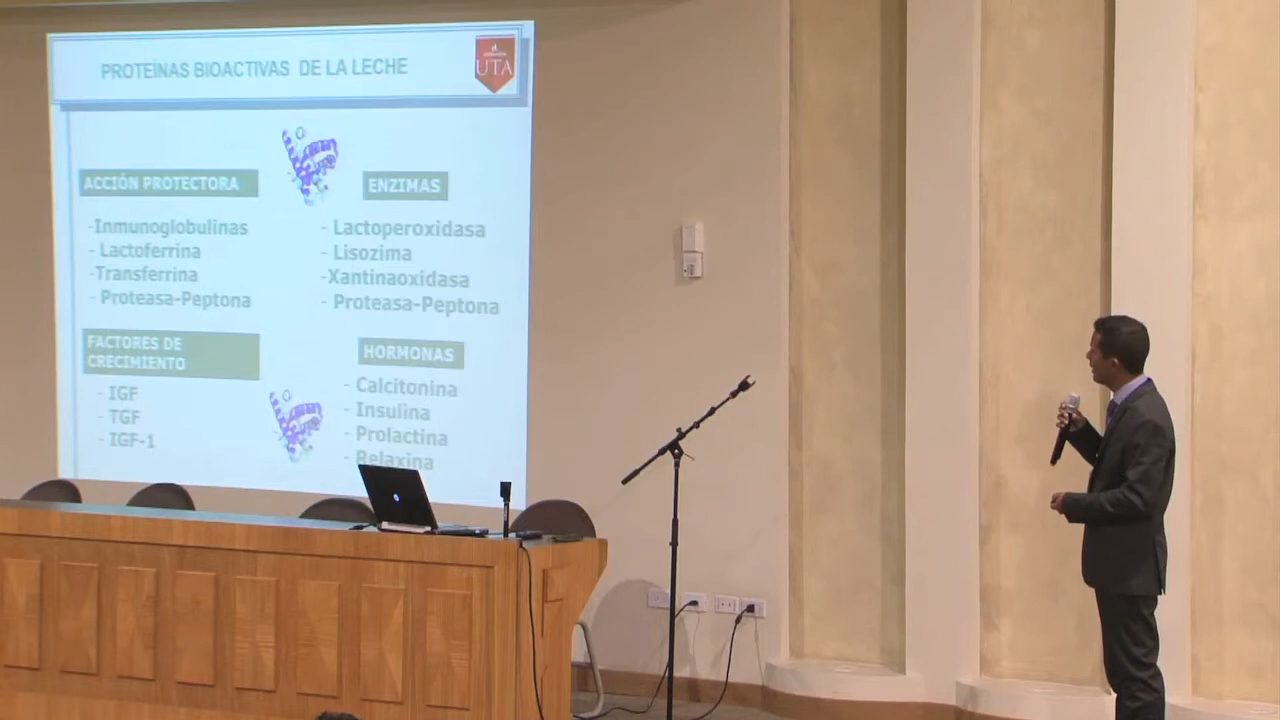 PROTEÍNAS BIOACTIVAS DE LA LECHE
UTA
ACCIÓN PROTECTORA
-Inmunoglobulinas
- Lactoferrina
-Transferrina
- Proteasa-Peptona
ENZIMAS
- Lactoperoxidasa
- Lisozima
-Xantinaoxidasa
- Proteasa-Peptona
FACTORES DE
CRECIMIENTO
- IGF
- TGF
- IGF-1
HORMONAS
- Calcitonina
- Insulina
- Prolactina
- Relaxina